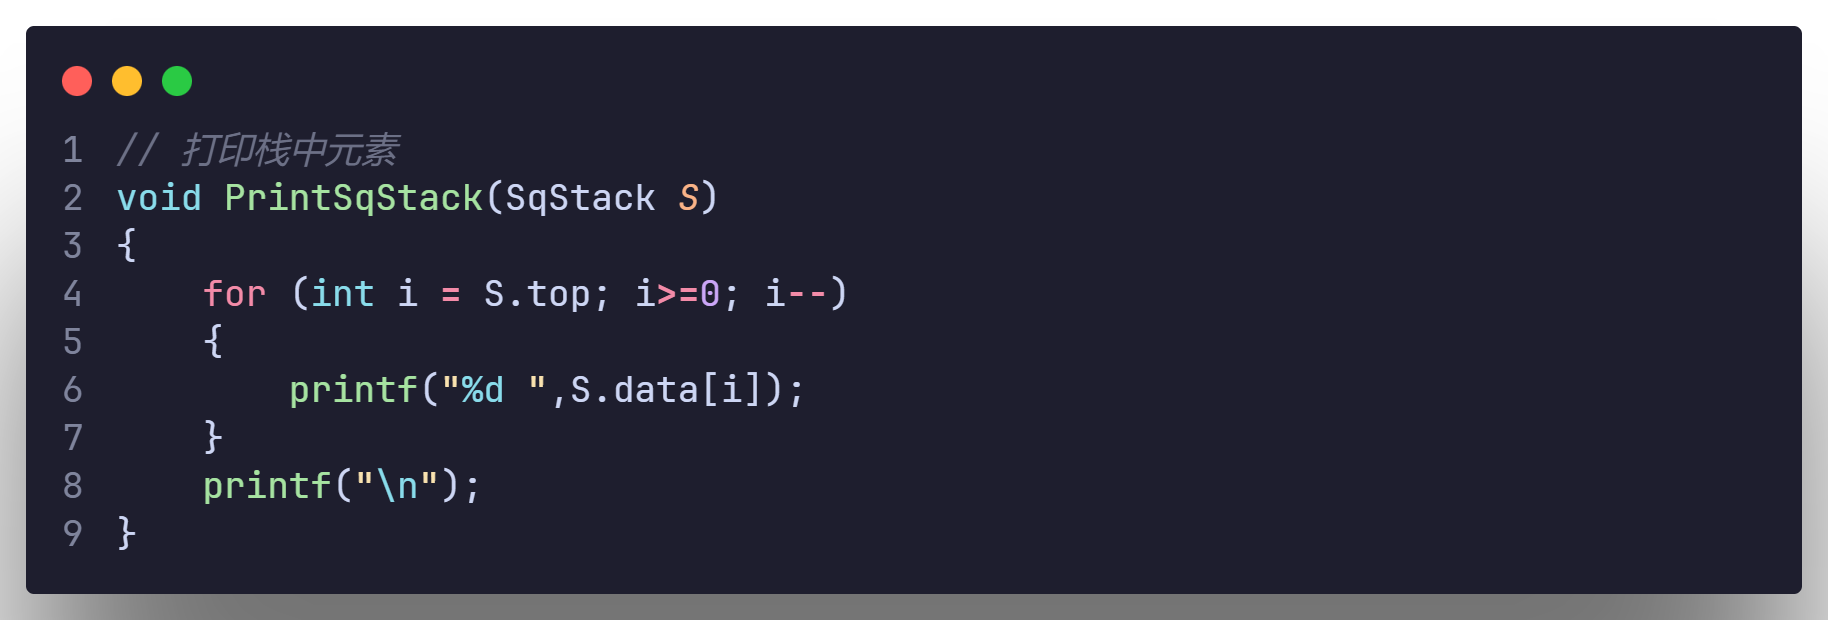 1 // 打印栈中元素
2 void PrintSqStack(SqStack S)
3 {
4     for (int i = S.top; i>=0; i--)
5     {
6         printf("%d ",S.data[i]);
7     }
8     printf("\n");
9 }